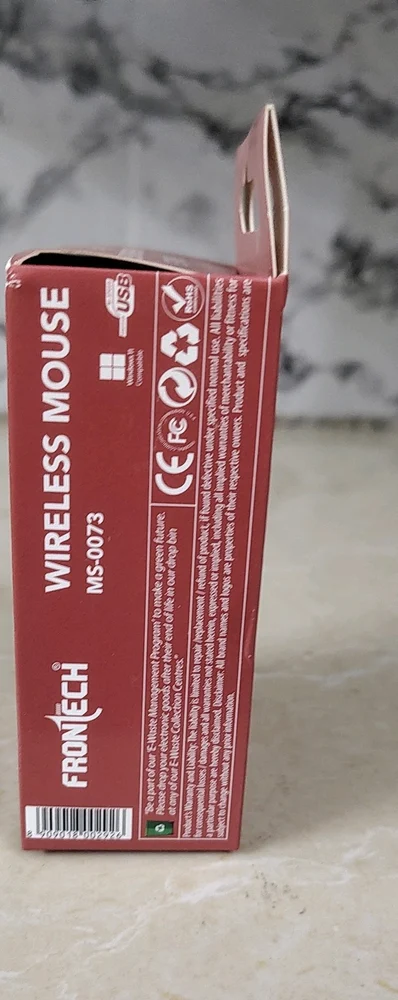 WIRELESS MOUSE
MS-0073
FRONTECH®
USB
Windows 11
Compatible
CE FC RoHS
"Be a part of our 'E-Waste Management Program' to make a green future.
Please drop your electronic goods after their end of life in our drop bin
at any of our E-Waste Collection Centres."
Product's Warranty and Liability: The liability is limited to repair /replacement / refund of product, if found defective under specified normal use. All liabilities
for consequential losses / damages and all warranties not stated herein, expressed or implied, including all implied warranties of merchantability or fitness for
a particular purpose are hereby disclaimed. Disclaimer: All brand names and logos are properties of their respective owners. Product and specifications are
subject to change without any prior information.